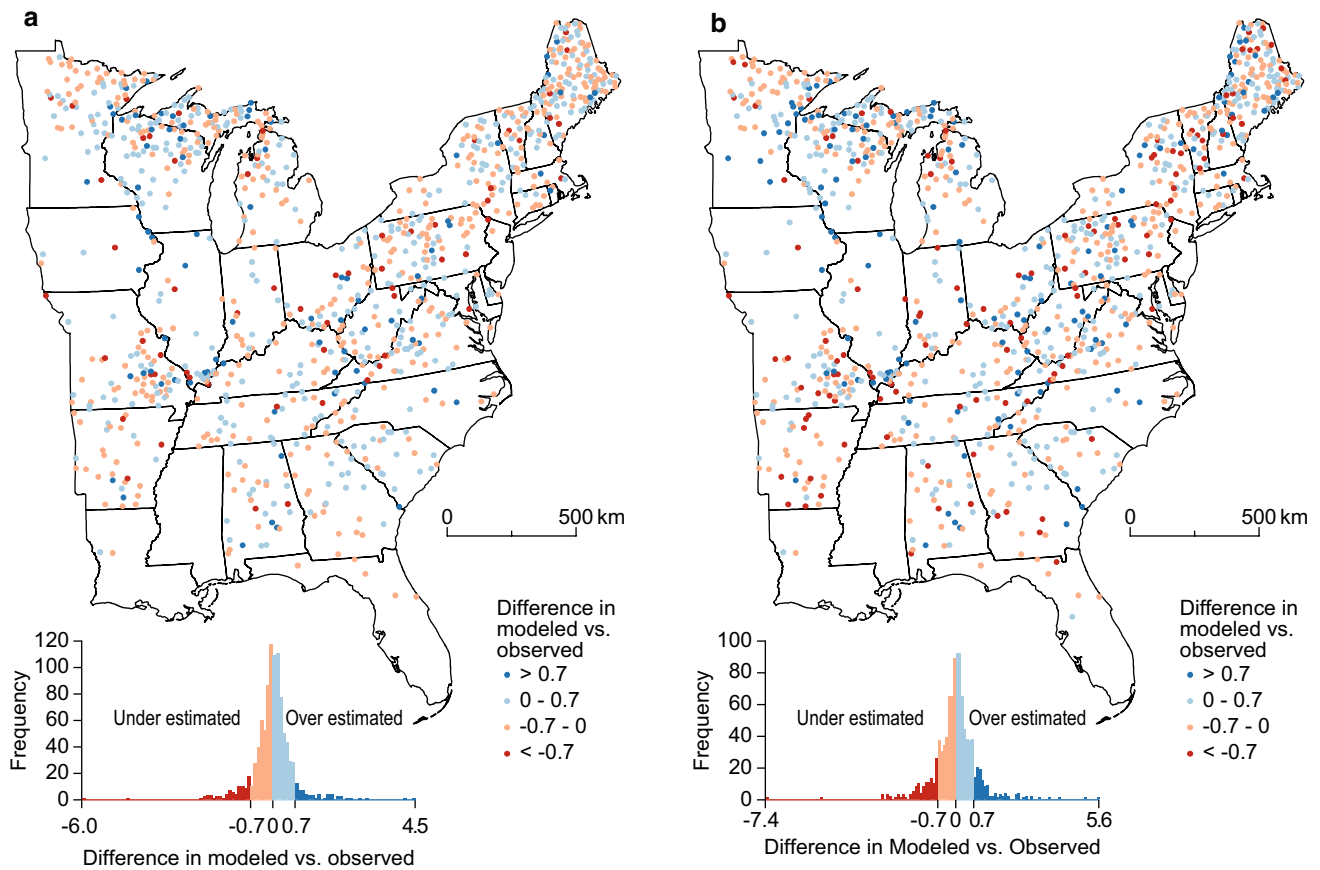 a
0 500 km
Difference in
modeled vs.
observed
> 0.7
0 - 0.7
-0.7 - 0
< -0.7
120
100
80
60
40
20
0
Frequency
Under estimated
Over estimated
-6.0 -0.7 0 0.7 4.5
Difference in modeled vs. observed
b
0 500 km
Difference in
modeled vs.
observed
> 0.7
0 - 0.7
-0.7 - 0
< -0.7
100
80
60
40
20
0
Frequency
Under estimated
Over estimated
-7.4 -0.7 0 0.7 5.6
Difference in Modeled vs. Observed